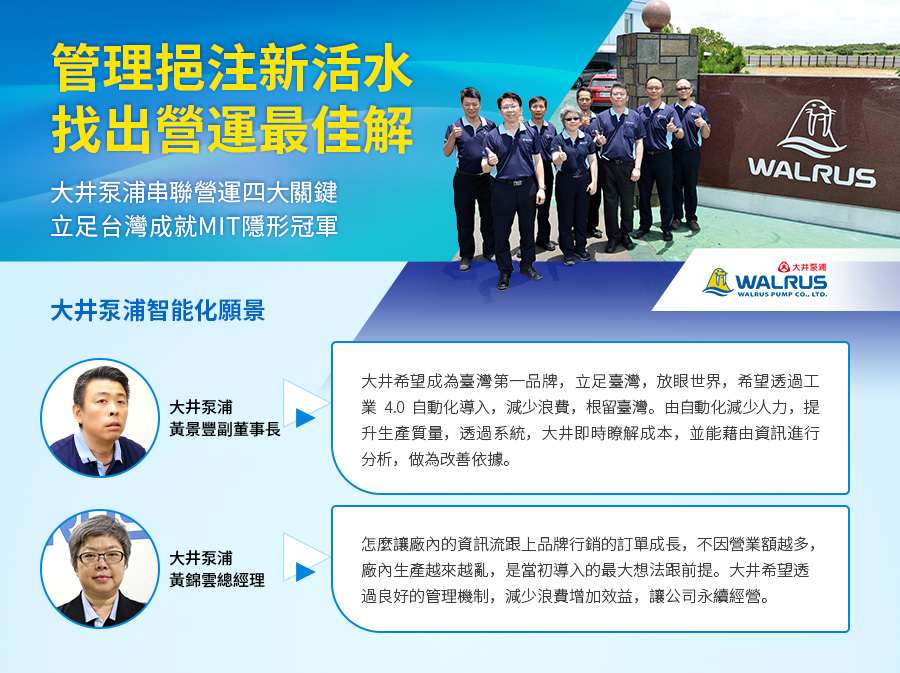 管理挹注新活水
找出營運最佳解
大井泵浦串聯營運四大關鍵
立足台灣成就MIT隱形冠軍
WALRUS
大井泵浦
WALRUS
WALRUS PUMP CO., LTD.
大井泵浦智能化願景
大井泵浦
黃景豐副董事長
大井希望成為臺灣第一品牌，立足臺灣，放眼世界，希望透過工
業 4.0 自動化導入，減少浪費，根留臺灣。由自動化減少人力，提
升生產質量，透過系統，大井即時瞭解成本，並能藉由資訊進行
分析，做為改善依據。
大井泵浦
黃錦雲總經理
怎麼讓廠內的資訊流跟上品牌行銷的訂單成長，不因營業額越多，
廠內生產越來越亂，是當初導入的最大想法跟前提。大井希望透
過良好的管理機制，減少浪費增加效益，讓公司永續經營。